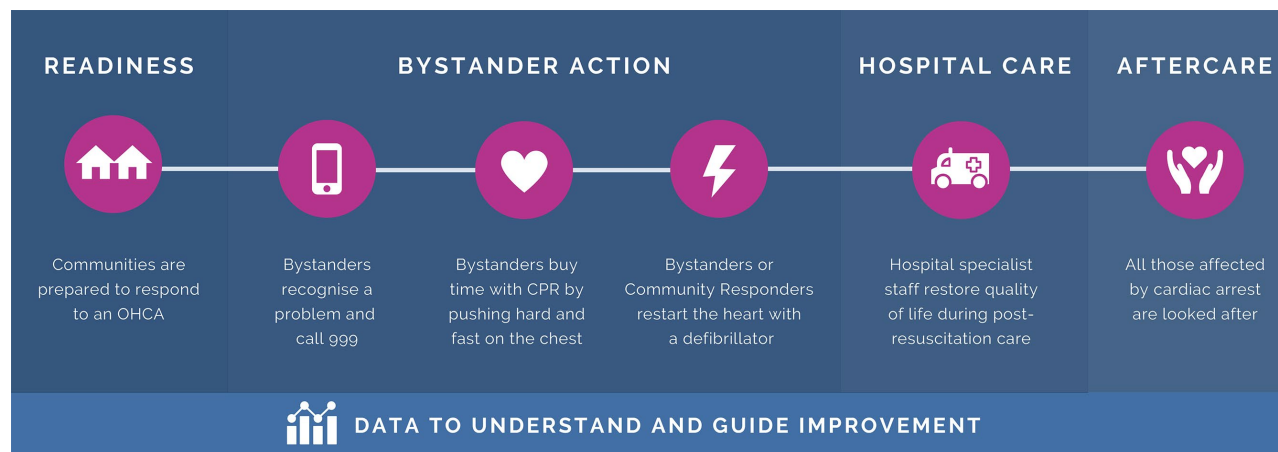 READINESS
Communities are
prepared to respond
to an OHCA
BYSTANDER ACTION
Bystanders
recognise a
problem and
call 999
Bystanders buy
time with CPR by
pushing hard and
fast on the chest
Bystanders or
Community Responders
restart the heart with
a defibrillator
HOSPITAL CARE
Hospital specialist
staff restore quality
of life during post-
resuscitation care
AFTERCARE
All those affected
by cardiac arrest
are looked after
DATA TO UNDERSTAND AND GUIDE IMPROVEMENT